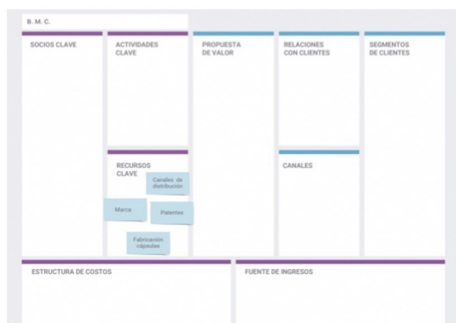 B. M. C.
SOCIOS CLAVE
ACTIVIDADES
CLAVE
PROPUESTA
DE VALOR
RELACIONES
CON CLIENTES
SEGMENTOS
DE CLIENTES
RECURSOS
CLAVE
Canales de
distribución
Marca
Patentes
Fabricación
cápsulas
CANALES
ESTRUCTURA DE COSTOS
FUENTE DE INGRESOS